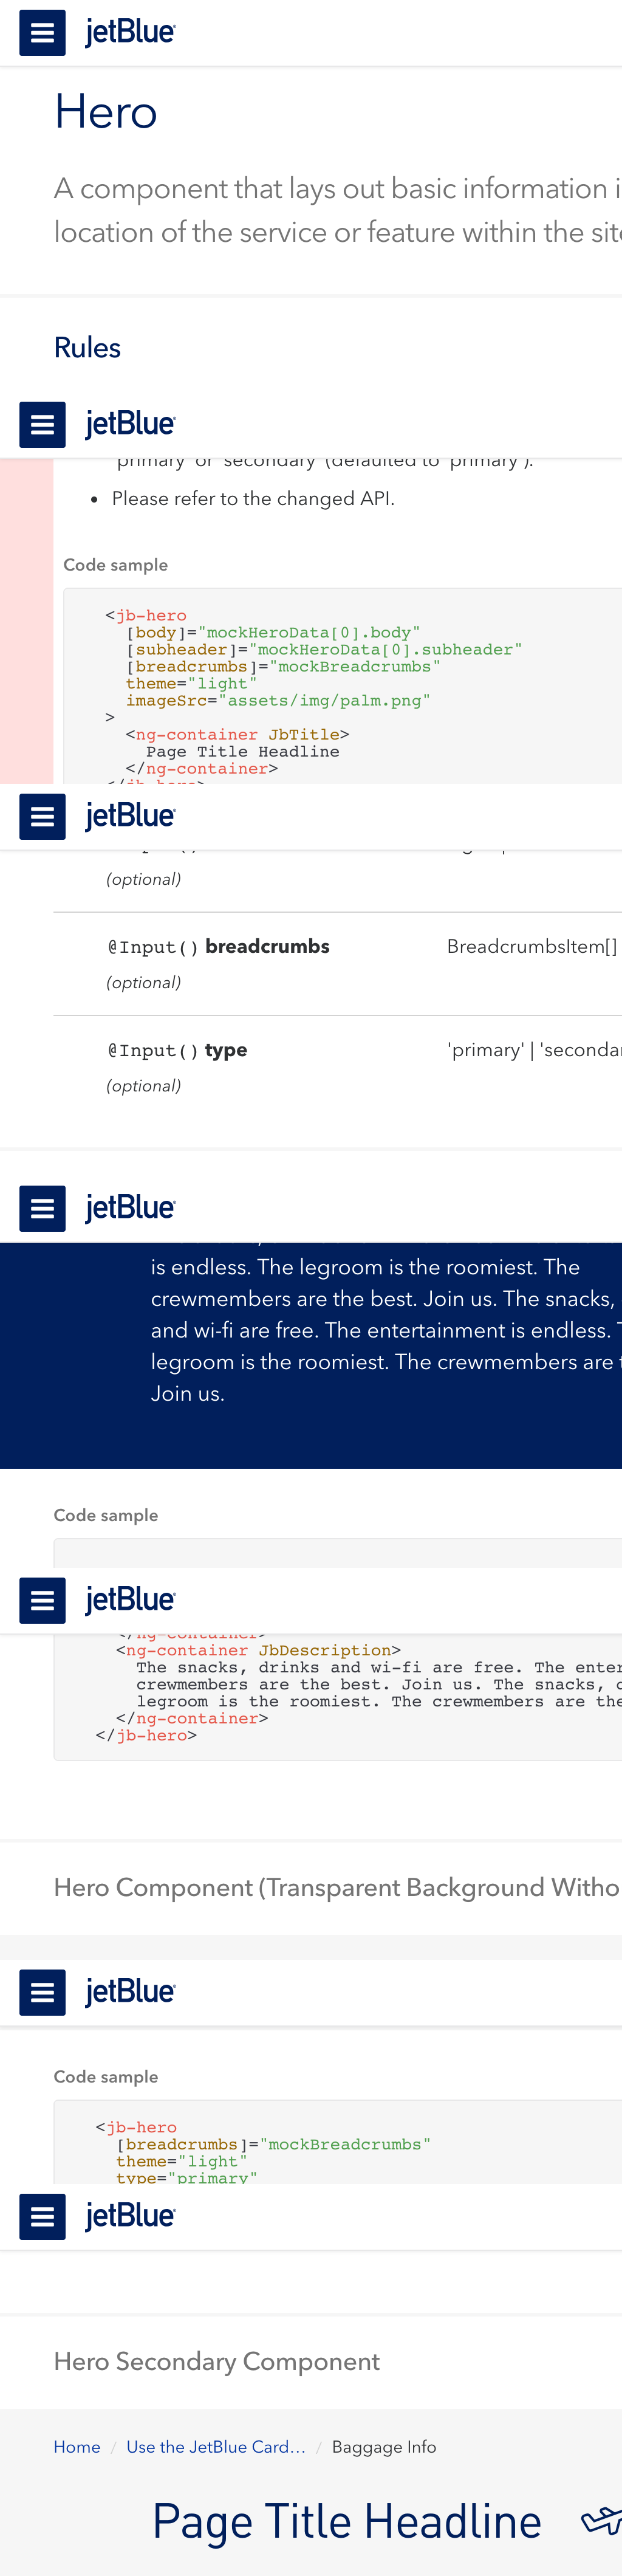 jetBlue
Hero
A component that lays out basic information
location of the service or feature within the
Rules
jetBlue
'primary' or 'secondary' (defaulted to 'primary').
• Please refer to the changed API.
Code sample
<jb-hero
[body]="mockHeroData[0].body"
[subheader]="mockHeroData[0].subheader"
[breadcrumbs]="mockBreadcrumbs"
theme="light"
imageSrc="assets/img/palm.png"
>
<ng-container JbTitle>
Page Title Headline
</ng-container>
</jb-hero>
jetBlue
(optional)
@Input() breadcrumbs BreadcrumbsItem[]
(optional)
@Input() type 'primary' |
(optional)
jetBlue
is endless. The legroom is the roomiest. The
crewmembers are the best. Join us. The snacks,
and wi-fi are free. The entertainment is endless.
legroom is the roomiest. The crewmembers are
Join us.
Code sample
jetBlue
</ng-container>
<ng-container JbDescription>
The snacks, drinks and wi-fi are free. The
crewmembers are the best. Join us. The snacks,
legroom is the roomiest. The crewmembers are the
</ng-container>
</jb-hero>
Hero Component (Transparent Background
jetBlue
Code sample
<jb-hero
[breadcrumbs]="mockBreadcrumbs"
theme="light"
type="primary"
jetBlue
Hero Secondary Component
Home / Use the JetBlue Card... / Baggage Info
Page Title Headline